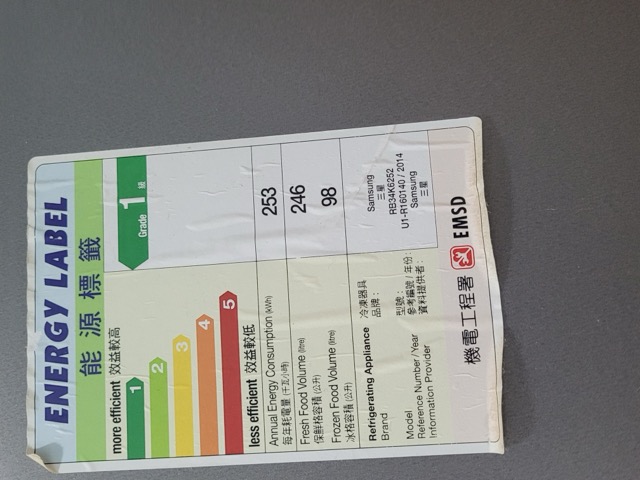 ENERGY LABEL
能源標籤
more efficient 效益較高
1
2
3
4
5
Grade 1 級
less efficient 效益較低
Annual Energy Consumption (kWh) 253
每年耗電量 (千瓦小時)
Fresh Food Volume (litre) 246
保鮮格容積 (公升)
Frozen Food Volume (litre) 98
冰格容積 (公升)
Refrigerating Appliance 冷凍器具
Brand 品牌： Samsung
三星
Model 型號： RB34K6252
Reference Number / Year 參考編號 / 年份： U1-R160140 / 2014
Information Provider 資料提供者： Samsung
三星
機電工程署 EMSD